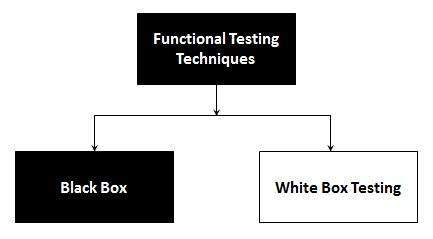 Functional Testing
Techniques
Black Box
White Box Testing